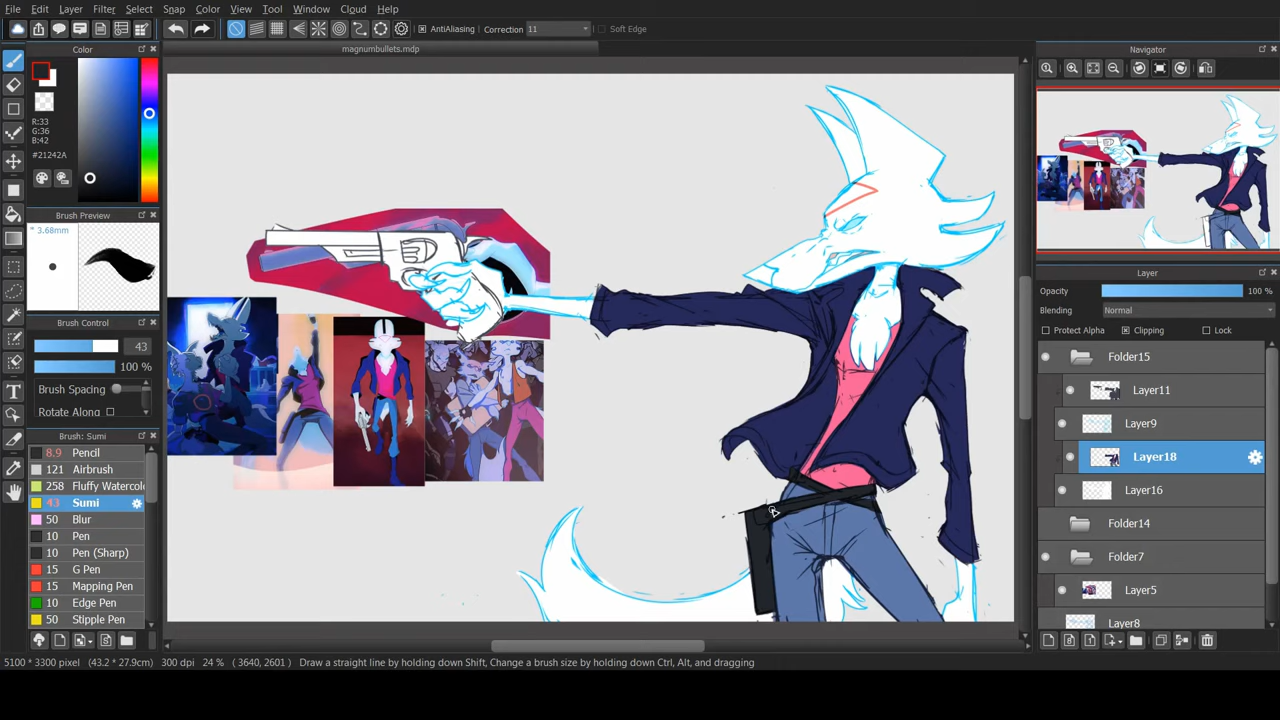 File Edit Layer Filter Select Snap Color View Tool Window Cloud Help
AntiAliasing Correction 11 Soft Edge
magnumbullets.mdp
Color
R:33
G:36
B:42
#21242A
Brush Preview
3.68mm
Brush Control
43
100 %
Brush Spacing
Rotate Along
Brush: Sumi
8.9 Pencil
121 Airbrush
258 Fluffy Watercolo
43 Sumi
50 Blur
10 Pen
10 Pen (Sharp)
15 G Pen
15 Mapping Pen
10 Edge Pen
50 Stipple Pen
Navigator
Layer
Opacity 100 %
Blending Normal
Protect Alpha Clipping Lock
Folder15
Layer11
Layer9
Layer18
Layer16
Folder14
Folder7
Layer5
Layer8
5100 * 3300 pixel (43.2 * 27.9cm) 300 dpi 24 % ( 3640, 2601 ) Draw a straight line by holding down Shift, Change a brush size by holding down Ctrl, Alt, and dragging